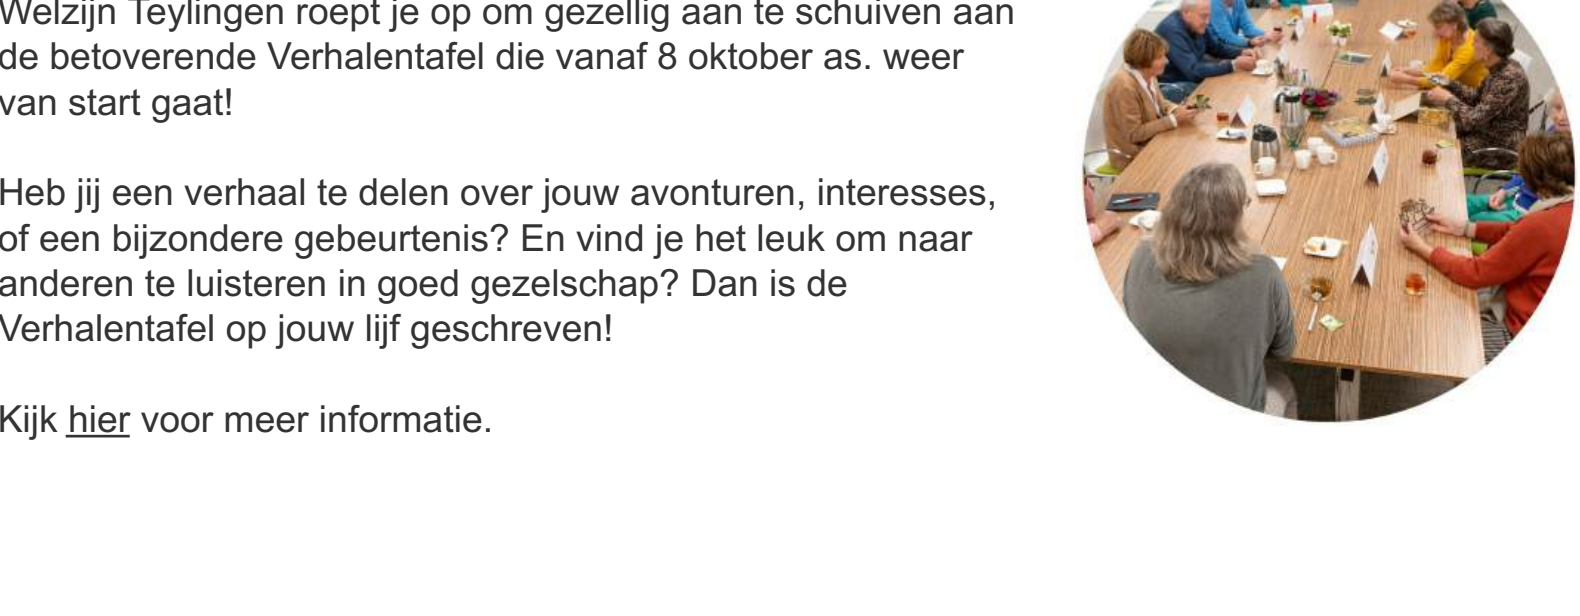 Welzijn Teylingen roept je op om gezellig aan te schuiven aan
de betoverende Verhalentafel die vanaf 8 oktober as. weer
van start gaat!
Heb jij een verhaal te delen over jouw avonturen, interesses,
of een bijzondere gebeurtenis? En vind je het leuk om naar
anderen te luisteren in goed gezelschap? Dan is de
Verhalentafel op jouw lijf geschreven!
Kijk hier voor meer informatie.